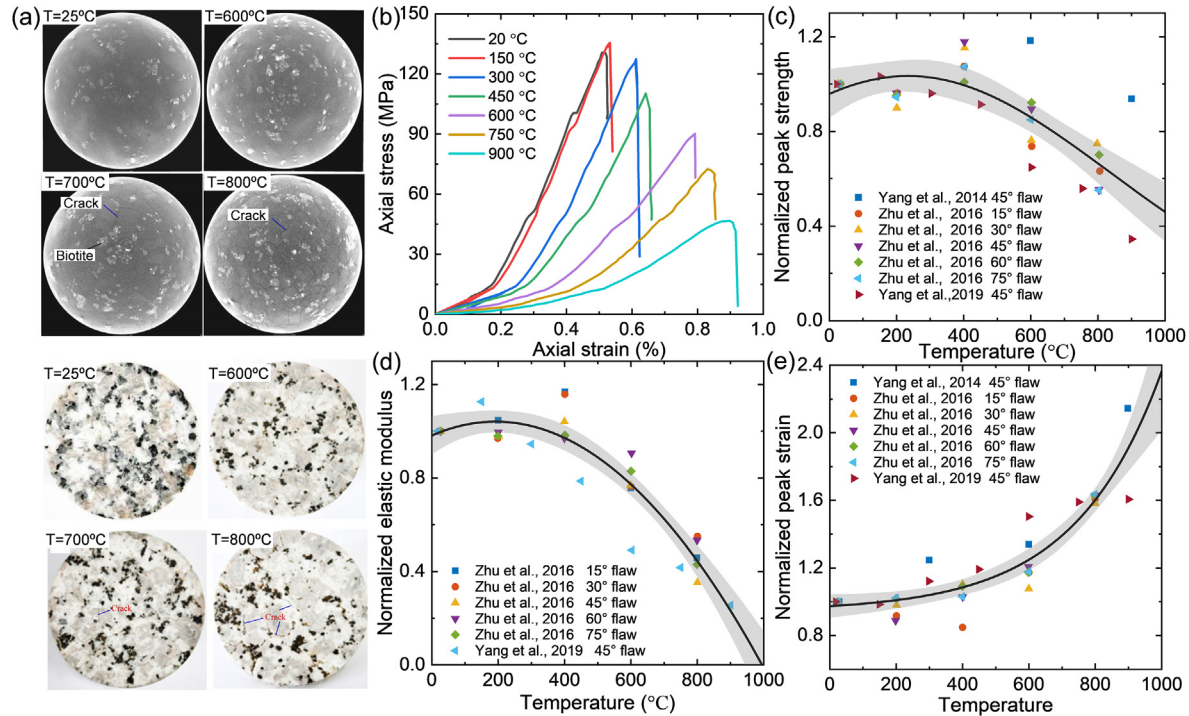 (a)
T=25ºC
T=600ºC
T=700ºC
Crack
Biotite
T=800ºC
Crack
T=25ºC
T=600ºC
T=700ºC
Crack
T=800ºC
Crack
(b)
Axial stress (MPa)
150
120
90
60
30
0
20 °C
150 °C
300 °C
450 °C
600 °C
750 °C
900 °C
0.0 0.2 0.4 0.6 0.8 1.0
Axial strain (%)
(c)
Normalized peak strength
1.2
0.8
0.4
0.0
Yang et al., 2014 45° flaw
Zhu et al., 2016 15° flaw
Zhu et al., 2016 30° flaw
Zhu et al., 2016 45° flaw
Zhu et al., 2016 60° flaw
Zhu et al., 2016 75° flaw
Yang et al.,2019 45° flaw
0 200 400 600 800 1000
Temperature (°C)
(d)
Normalized elastic modulus
1.2
0.8
0.4
0.0
Zhu et al., 2016 15° flaw
Zhu et al., 2016 30° flaw
Zhu et al., 2016 45° flaw
Zhu et al., 2016 60° flaw
Zhu et al., 2016 75° flaw
Yang et al., 2019 45° flaw
0 200 400 600 800 1000
Temperature (°C)
(e)
Normalized peak strain
2.4
2.0
1.6
1.2
0.8
Yang et al., 2014 45° flaw
Zhu et al., 2016 15° flaw
Zhu et al., 2016 30° flaw
Zhu et al., 2016 45° flaw
Zhu et al., 2016 60° flaw
Zhu et al., 2016 75° flaw
Yang et al., 2019 45° flaw
0 200 400 600 800 1000
Temperature (°C)